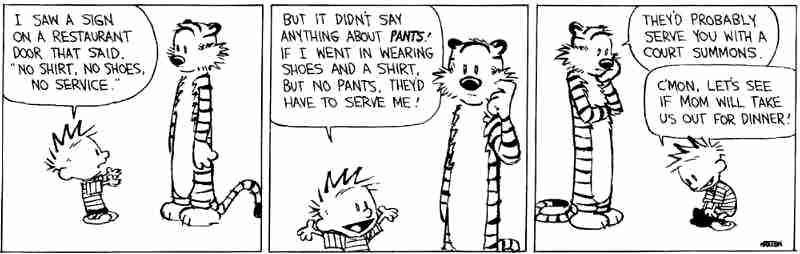 I SAW A SIGN
ON A RESTAURANT
DOOR THAT SAID,
"NO SHIRT, NO SHOES,
NO SERVICE."
BUT IT DIDN'T SAY
ANYTHING ABOUT PANTS!
IF I WENT IN WEARING
SHOES AND A SHIRT,
BUT NO PANTS, THEY'D
HAVE TO SERVE ME!
THEY'D PROBABLY
SERVE YOU WITH A
COURT SUMMONS.
C'MON, LET'S SEE
IF MOM WILL TAKE
US OUT FOR DINNER!